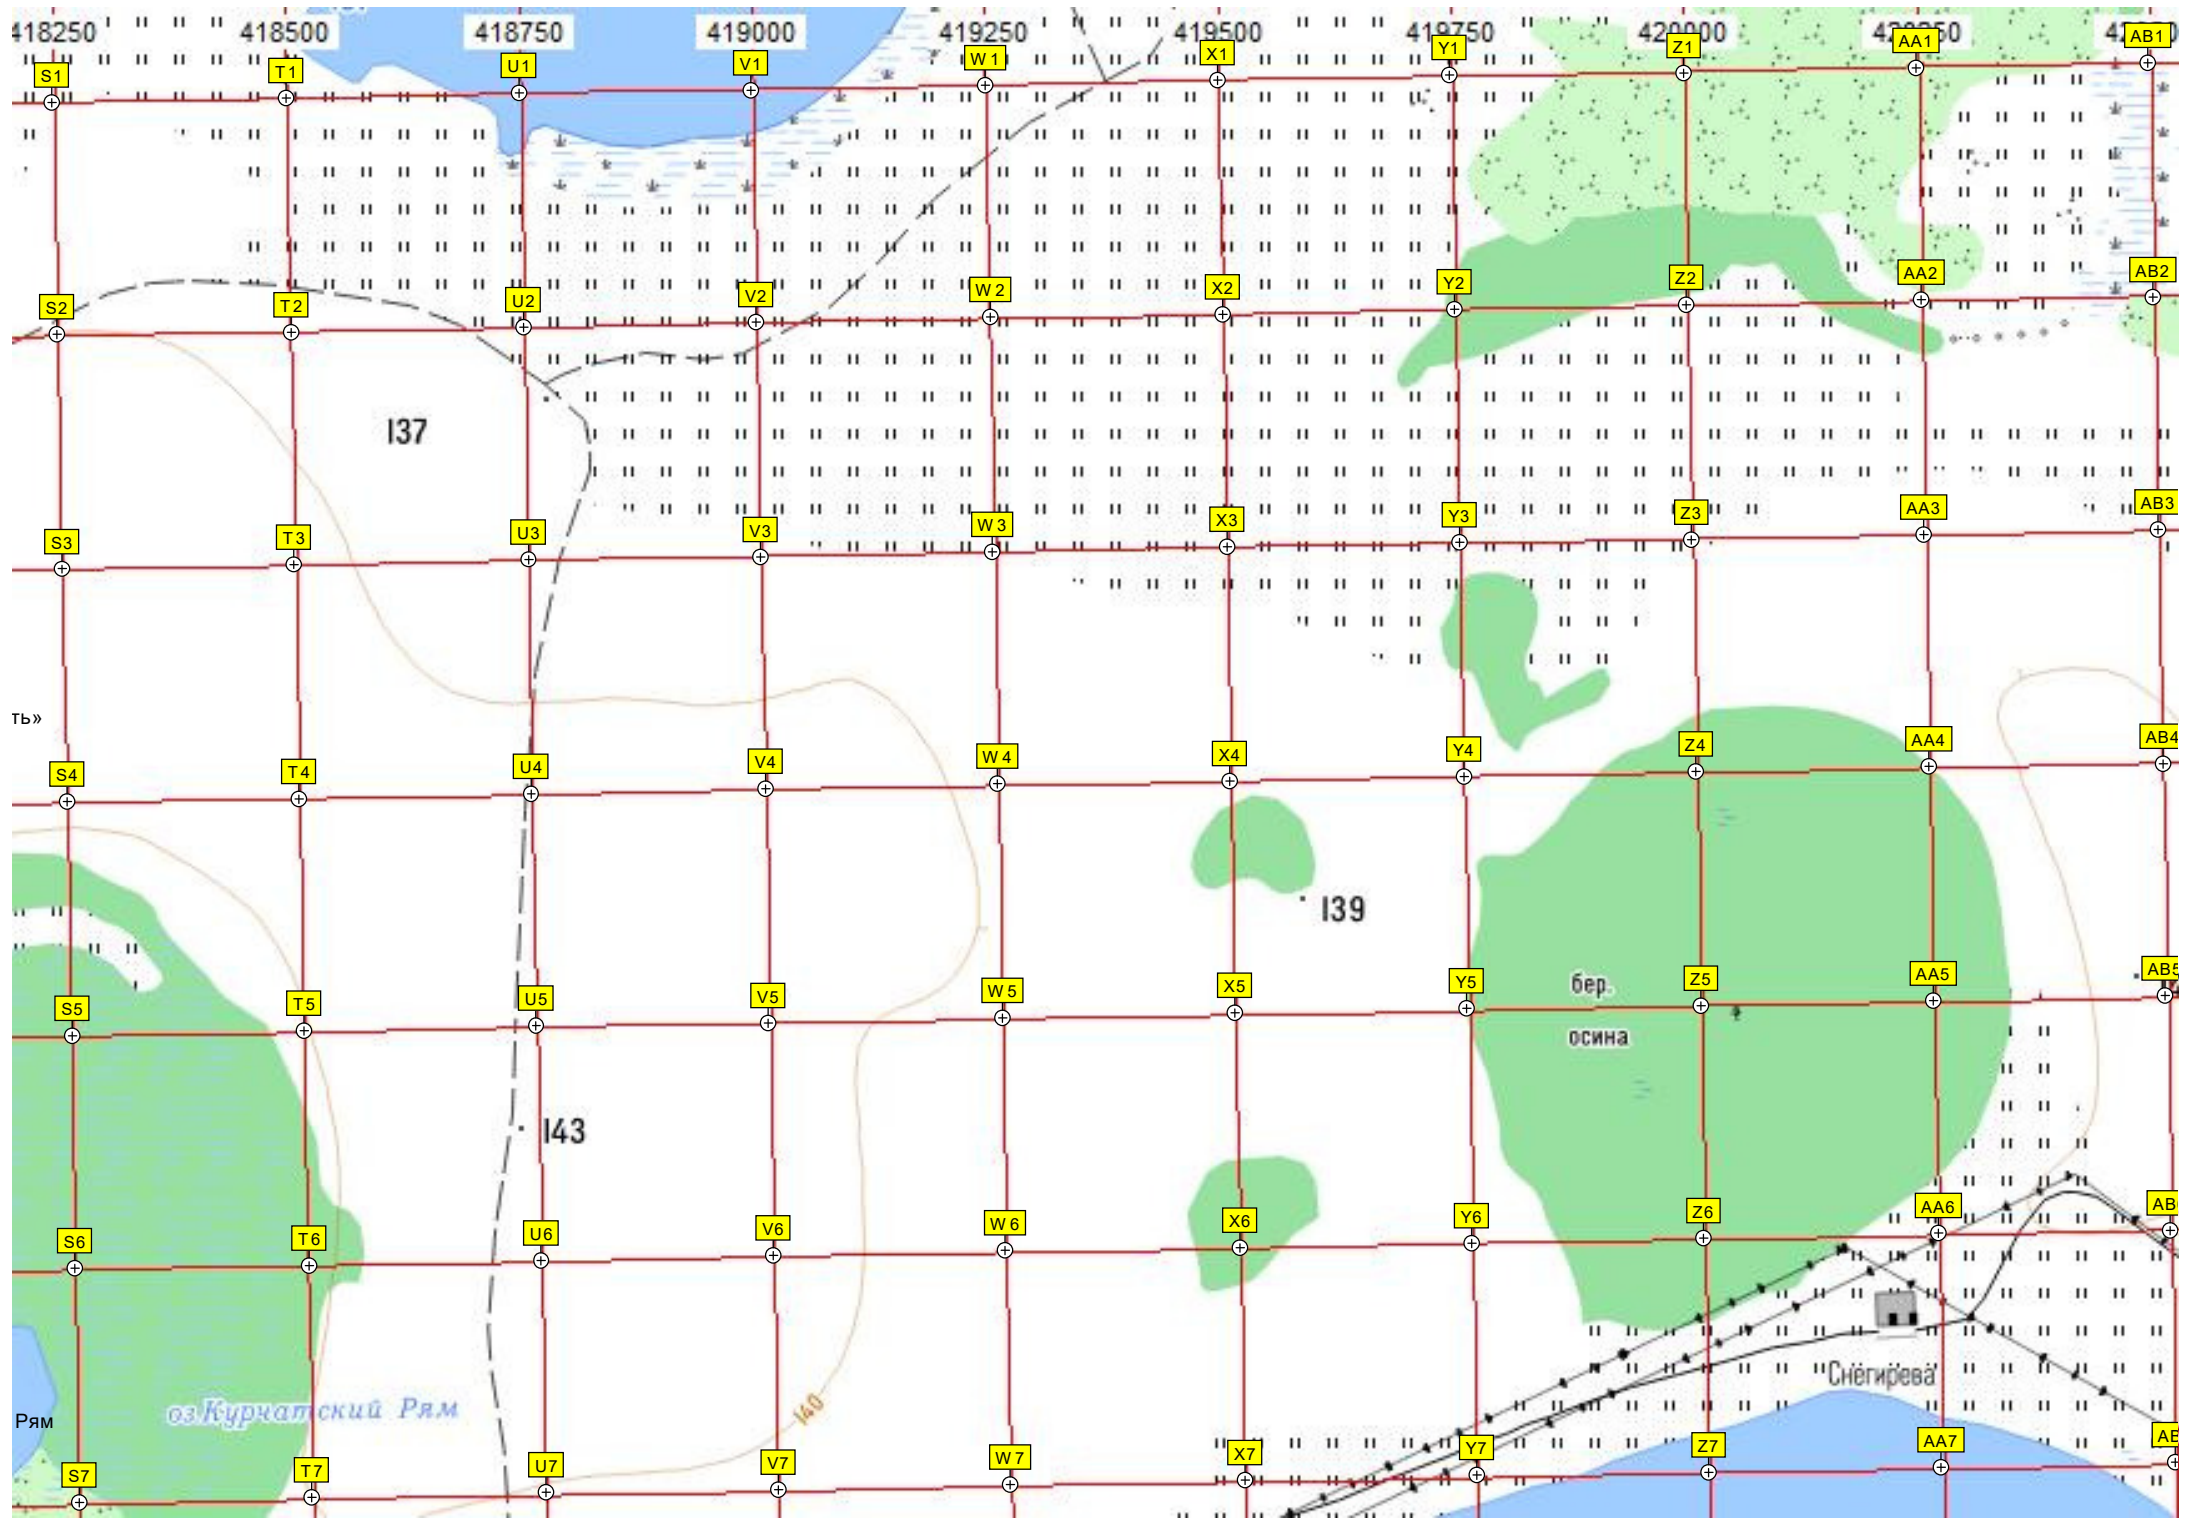 418250 418500 418750 419000 419250 419500 419750 420000
S1 T1 U1 V1 W1 X1 Y1 Z1 AA1 AB1
S2 T2 U2 V2 W2 X2 Y2 Z2 AA2 AB2
137
S3 T3 U3 V3 W3 X3 Y3 Z3 AA3 AB3
ть»
S4 T4 U4 V4 W4 X4 Y4 Z4 AA4 AB4
139
бер.
S5 T5 U5 V5 W5 X5 Y5 Z5 AA5 AB5
осина
143
S6 T6 U6 V6 W6 X6 Y6 Z6 AA6 AB
Снегирева
оз.Курчатский Рям
140
Рям
S7 T7 U7 V7 W7 X7 Y7 Z7 AA7 AB